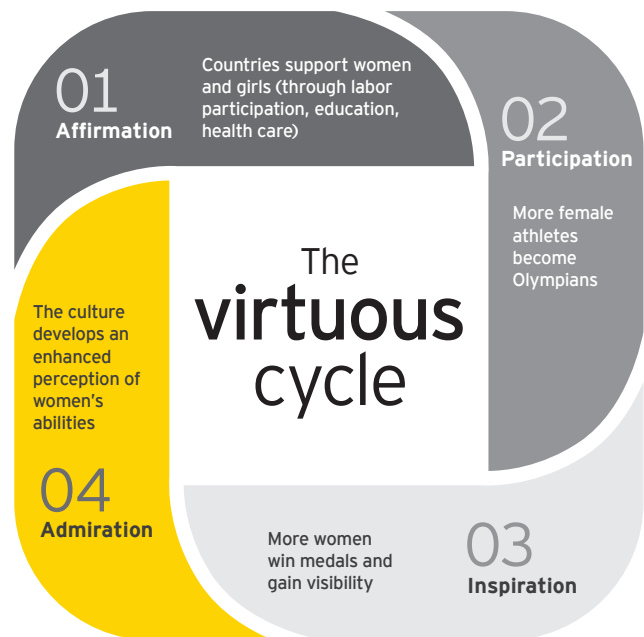 01
Affirmation
Countries support women
and girls (through labor
participation, education,
health care)
02
Participation
More female
athletes
become
Olympians
The
virtuous
cycle
03
Inspiration
More women
win medals and
gain visibility
04
Admiration
The culture
develops an
enhanced
perception of
women's
abilities